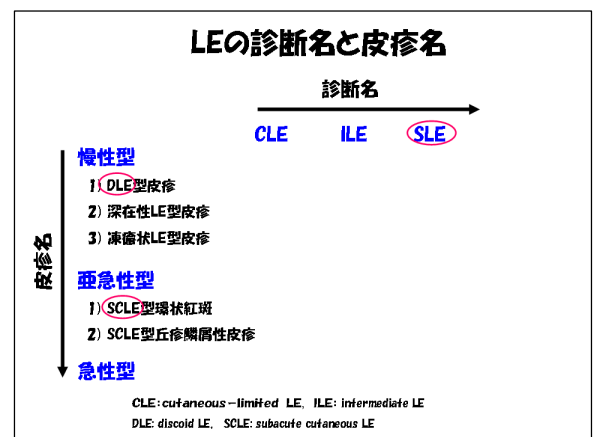 LEの診断名と皮疹名
診断名
CLE ILE SLE
皮疹名
慢性型
1) DLE型皮疹
2) 深在性LE型皮疹
3) 凍瘡状LE型皮疹
亜急性型
1) SCLE型環状紅斑
2) SCLE型丘疹鱗屑性皮疹
急性型
CLE:cutaneous-limited LE, ILE: intermediate LE
DLE: discoid LE, SCLE: subacute cutaneous LE